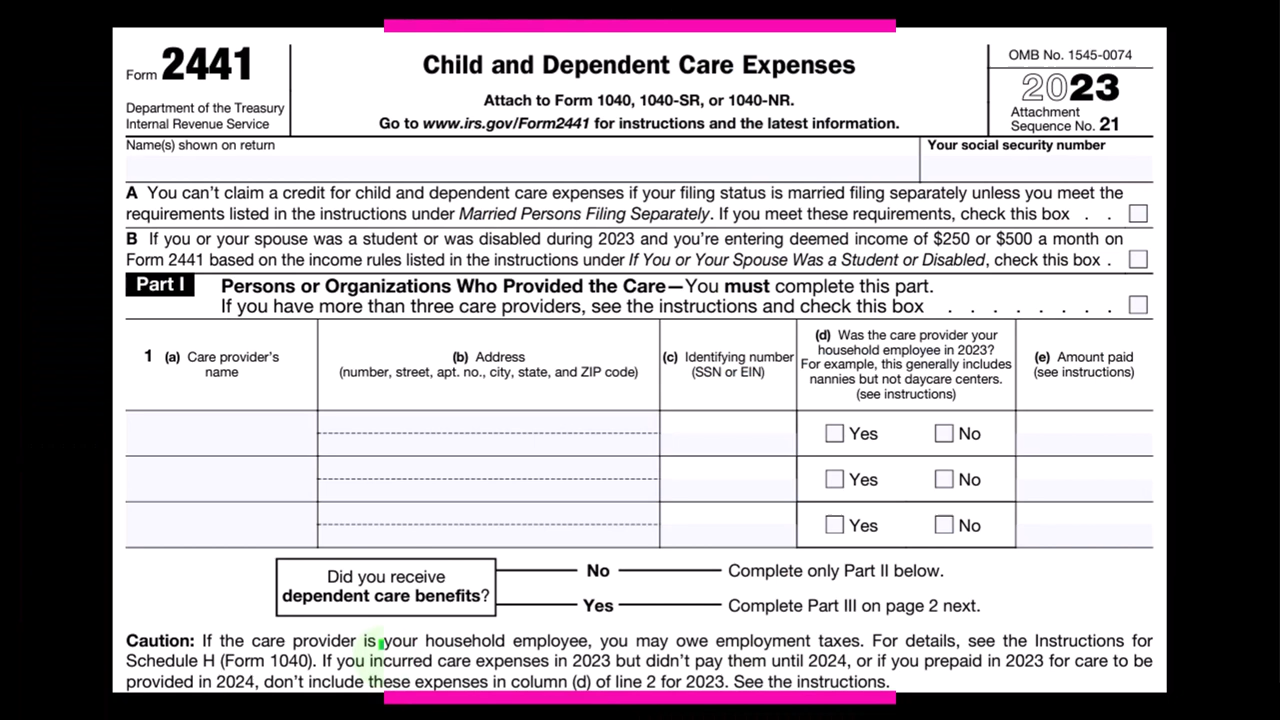 Form 2441
Department of the Treasury
Internal Revenue Service
Child and Dependent Care Expenses
Attach to Form 1040, 1040-SR, or 1040-NR.
Go to www.irs.gov/Form2441 for instructions and the latest information.
OMB No. 1545-0074
2023
Attachment
Sequence No. 21
Name(s) shown on return
Your social security number
A You can't claim a credit for child and dependent care expenses if your filing status is married filing separately unless you meet the
requirements listed in the instructions under Married Persons Filing Separately. If you meet these requirements, check this box . .
B If you or your spouse was a student or was disabled during 2023 and you're entering deemed income of $250 or $500 a month on
Form 2441 based on the income rules listed in the instructions under If You or Your Spouse Was a Student or Disabled, check this box .
Part I Persons or Organizations Who Provided the Care—You must complete this part.
If you have more than three care providers, see the instructions and check this box . . . . . . . .
1 (a) Care provider's
name
(b) Address
(number, street, apt. no., city, state, and ZIP code)
(c) Identifying number
(SSN or EIN)
(d) Was the care provider your
household employee in 2023?
For example, this generally includes
nannies but not daycare centers.
(see instructions)
(e) Amount paid
(see instructions)
Yes No
Yes No
Yes No
Did you receive
dependent care benefits?
No Complete only Part II below.
Yes Complete Part III on page 2 next.
Caution: If the care provider is your household employee, you may owe employment taxes. For details, see the Instructions for
Schedule H (Form 1040). If you incurred care expenses in 2023 but didn't pay them until 2024, or if you prepaid in 2023 for care to be
provided in 2024, don't include these expenses in column (d) of line 2 for 2023. See the instructions.